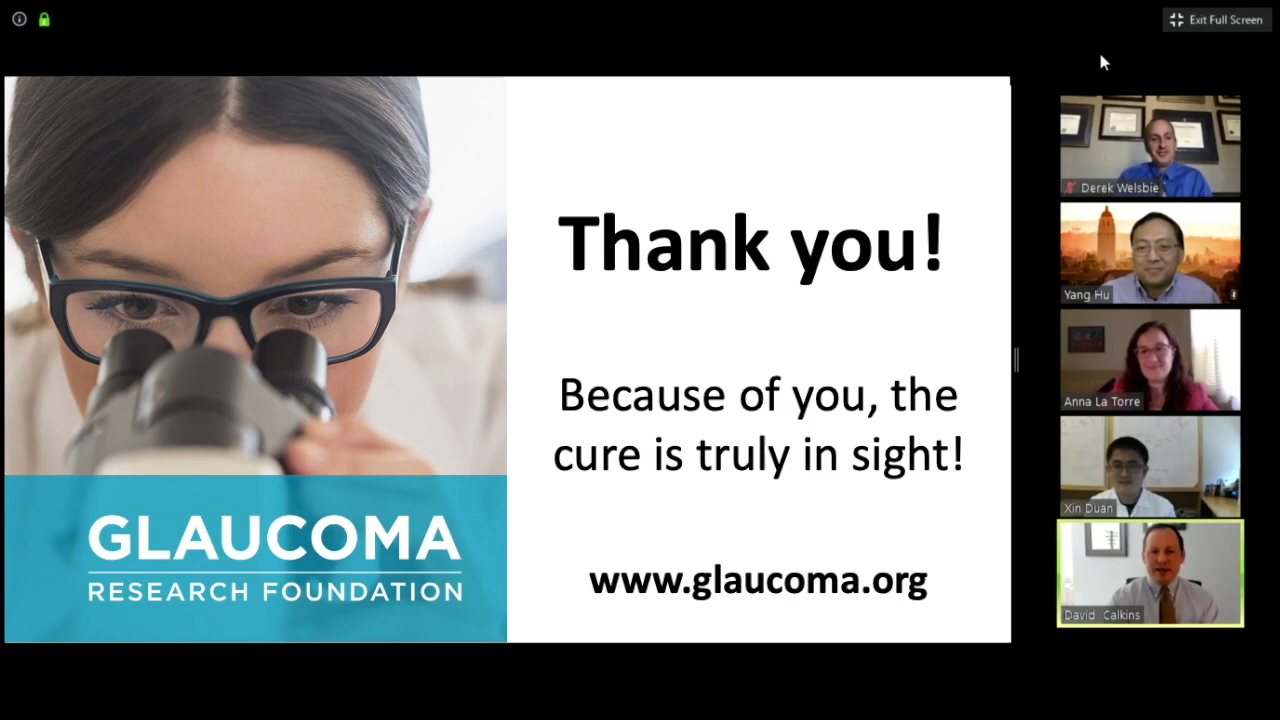 Exit Full Screen
Thank you!
Because of you, the
cure is truly in sight!
www.glaucoma.org
GLAUCOMA
RESEARCH FOUNDATION
Derek Welsbie
Yang Hu
Anna La Torre
Xin Duan
David Calkins